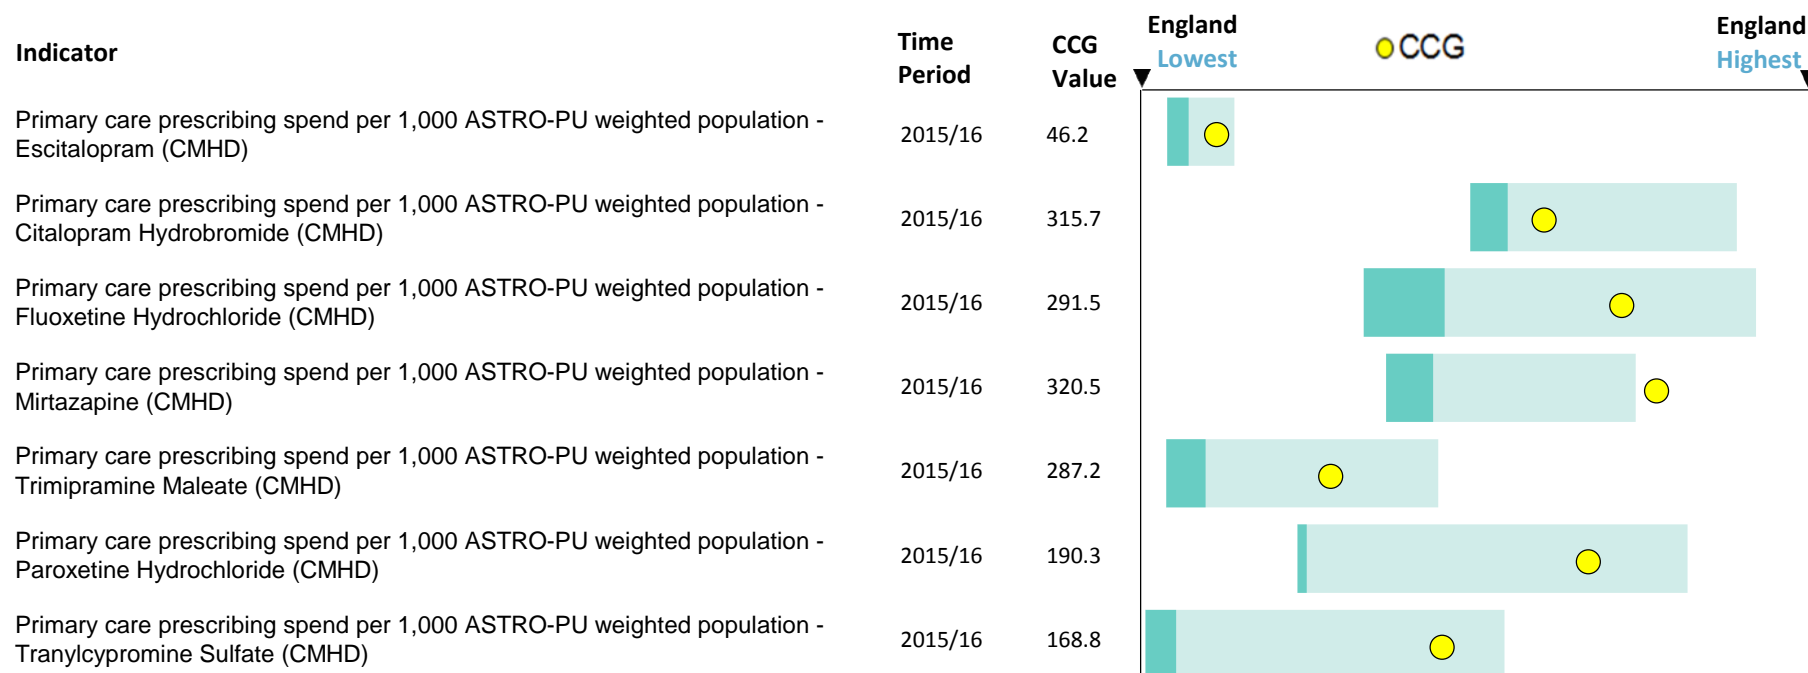 Indicator
Time
Period
CCG
Value
England
Lowest
CCG
England
Highest
Primary care prescribing spend per 1,000 ASTRO-PU weighted population -
Escitalopram (CMHD)
2015/16
46.2
Primary care prescribing spend per 1,000 ASTRO-PU weighted population -
Citalopram Hydrobromide (CMHD)
2015/16
315.7
Primary care prescribing spend per 1,000 ASTRO-PU weighted population -
Fluoxetine Hydrochloride (CMHD)
2015/16
291.5
Primary care prescribing spend per 1,000 ASTRO-PU weighted population -
Mirtazapine (CMHD)
2015/16
320.5
Primary care prescribing spend per 1,000 ASTRO-PU weighted population -
Trimipramine Maleate (CMHD)
2015/16
287.2
Primary care prescribing spend per 1,000 ASTRO-PU weighted population -
Paroxetine Hydrochloride (CMHD)
2015/16
190.3
Primary care prescribing spend per 1,000 ASTRO-PU weighted population -
Tranylcypromine Sulfate (CMHD)
2015/16
168.8